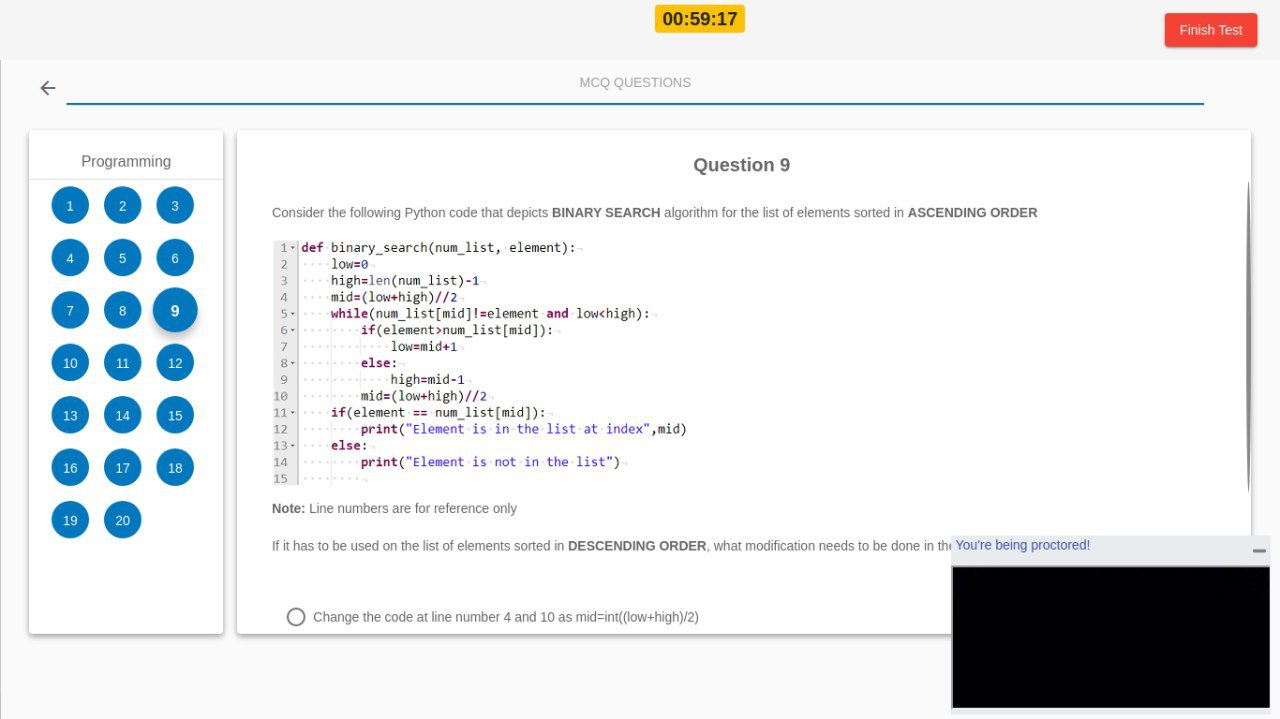 00:59:17
Finish Test
MCQ QUESTIONS
Programming
1 2 3
4 5 6
7 8 9
10 11 12
13 14 15
16 17 18
19 20
Question 9
Consider the following Python code that depicts BINARY SEARCH algorithm for the list of elements sorted in ASCENDING ORDER
1 def binary_search(num_list, element):
2     low=0
3     high=len(num_list)-1
4     mid=(low+high)//2
5     while(num_list[mid]!=element and low<high):
6         if(element>num_list[mid]):
7             low=mid+1
8         else:
9             high=mid-1
10         mid=(low+high)//2
11     if(element == num_list[mid]):
12         print("Element is in the list at index",mid)
13     else:
14         print("Element is not in the list")
15
Note: Line numbers are for reference only
If it has to be used on the list of elements sorted in DESCENDING ORDER, what modification needs to be done in the
You're being proctored!
Change the code at line number 4 and 10 as mid=int((low+high)/2)